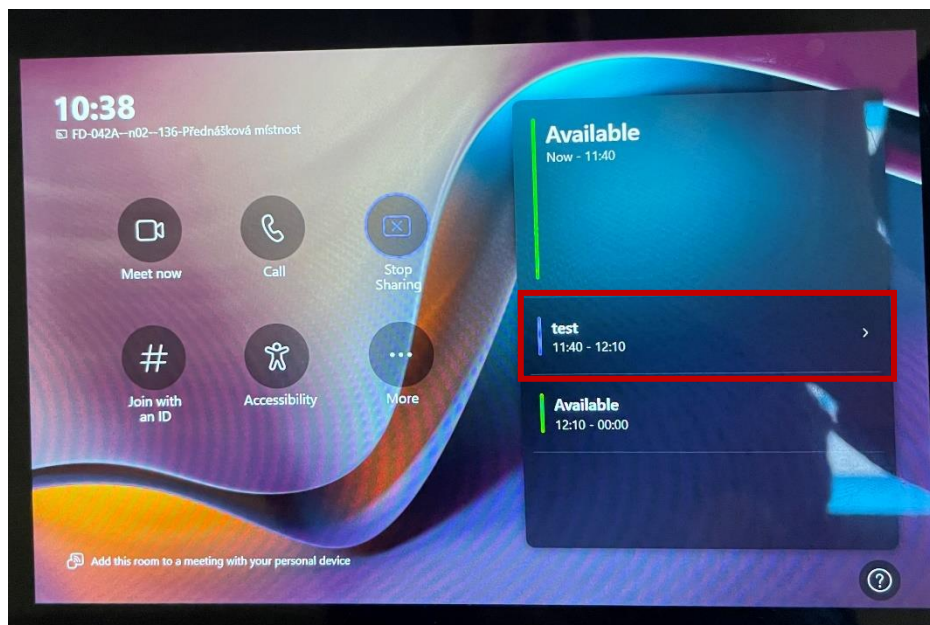 10:38
FD-042A--n02--136-Přednášková místnost
Meet now
Call
Stop
Sharing
Join with
an ID
Accessibility
More
Available
Now - 11:40
test
11:40 - 12:10
Available
12:10 - 00:00
Add this room to a meeting with your personal device